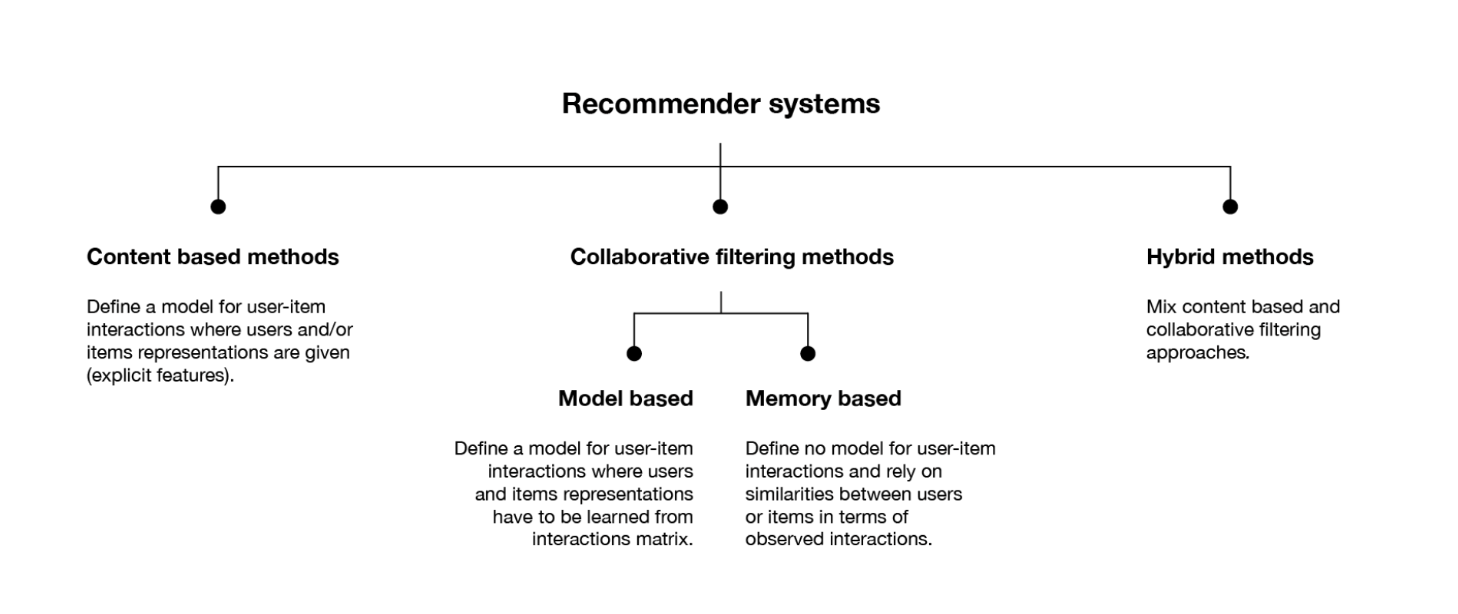 Recommender systems
Content based methods
Define a model for user-item
interactions where users and/or
items representations are given
(explicit features).
Collaborative filtering methods
Model based
Define a model for user-item
interactions where users
and items representations
have to be learned from
interactions matrix.
Memory based
Define no model for user-item
interactions and rely on
similarities between users
or items in terms of
observed interactions.
Hybrid methods
Mix content based and
collaborative filtering
approaches.